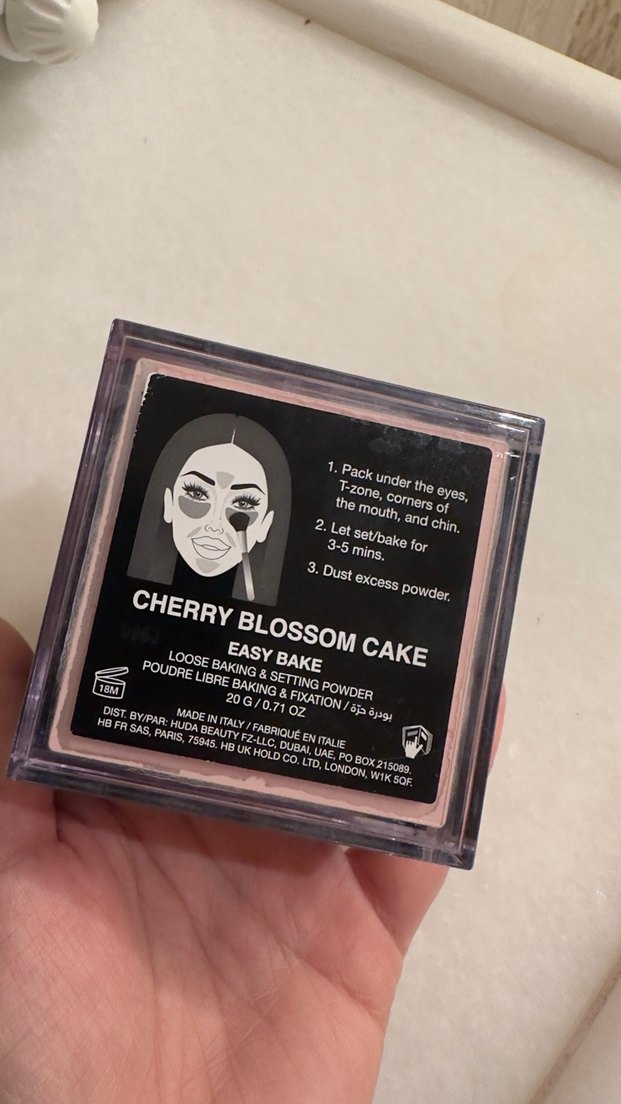 1. Pack under the eyes,
T-zone, corners of
the mouth, and chin.
2. Let set/bake for
3-5 mins.
3. Dust excess powder.
CHERRY BLOSSOM CAKE
EASY BAKE
LOOSE BAKING & SETTING POWDER
POUDRE LIBRE BAKING & FIXATION / بودرة حرّة
20 G / 0.71 OZ
18M
MADE IN ITALY / FABRIQUÉ EN ITALIE
DIST. BY/PAR: HUDA BEAUTY FZ-LLC, DUBAI, UAE, PO BOX 215089.
HB FR SAS, PARIS, 75945. HB UK HOLD CO. LTD, LONDON, W1K 5QF.